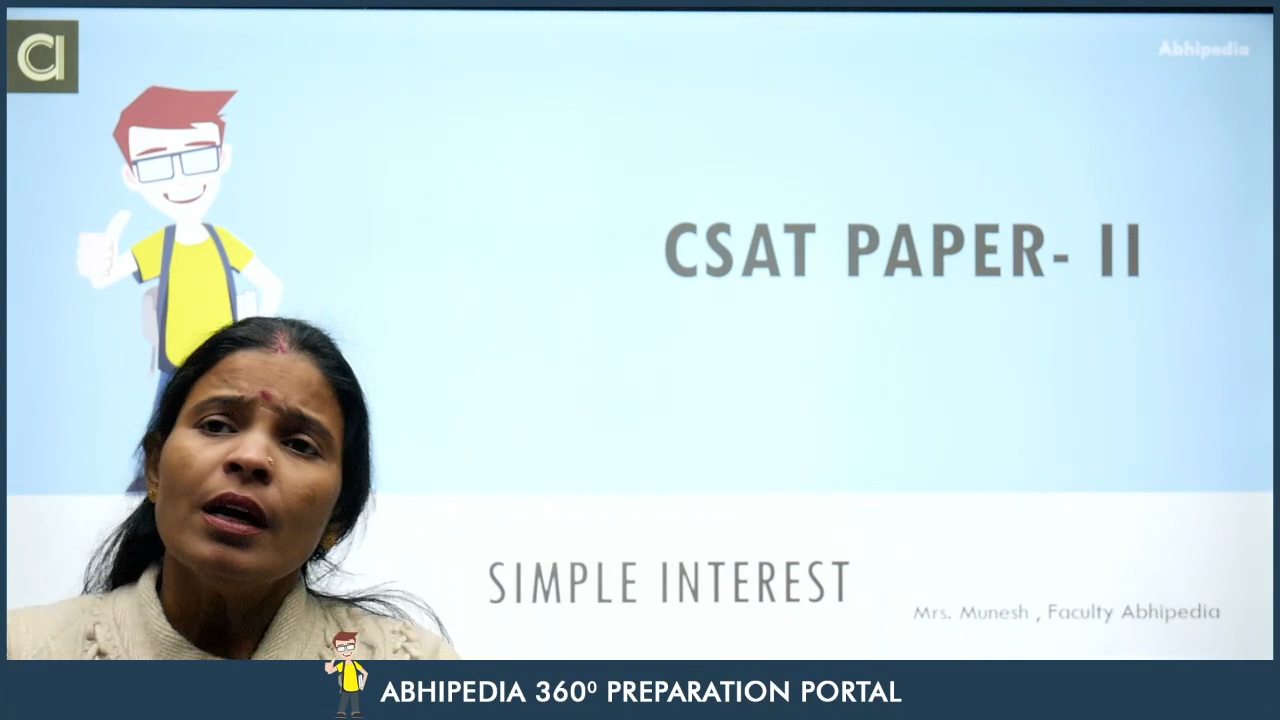 Abhipedia
CSAT PAPER- II
SIMPLE INTEREST
Mrs. Munesh , Faculty Abhipedia
ABHIPEDIA 360⁰ PREPARATION PORTAL